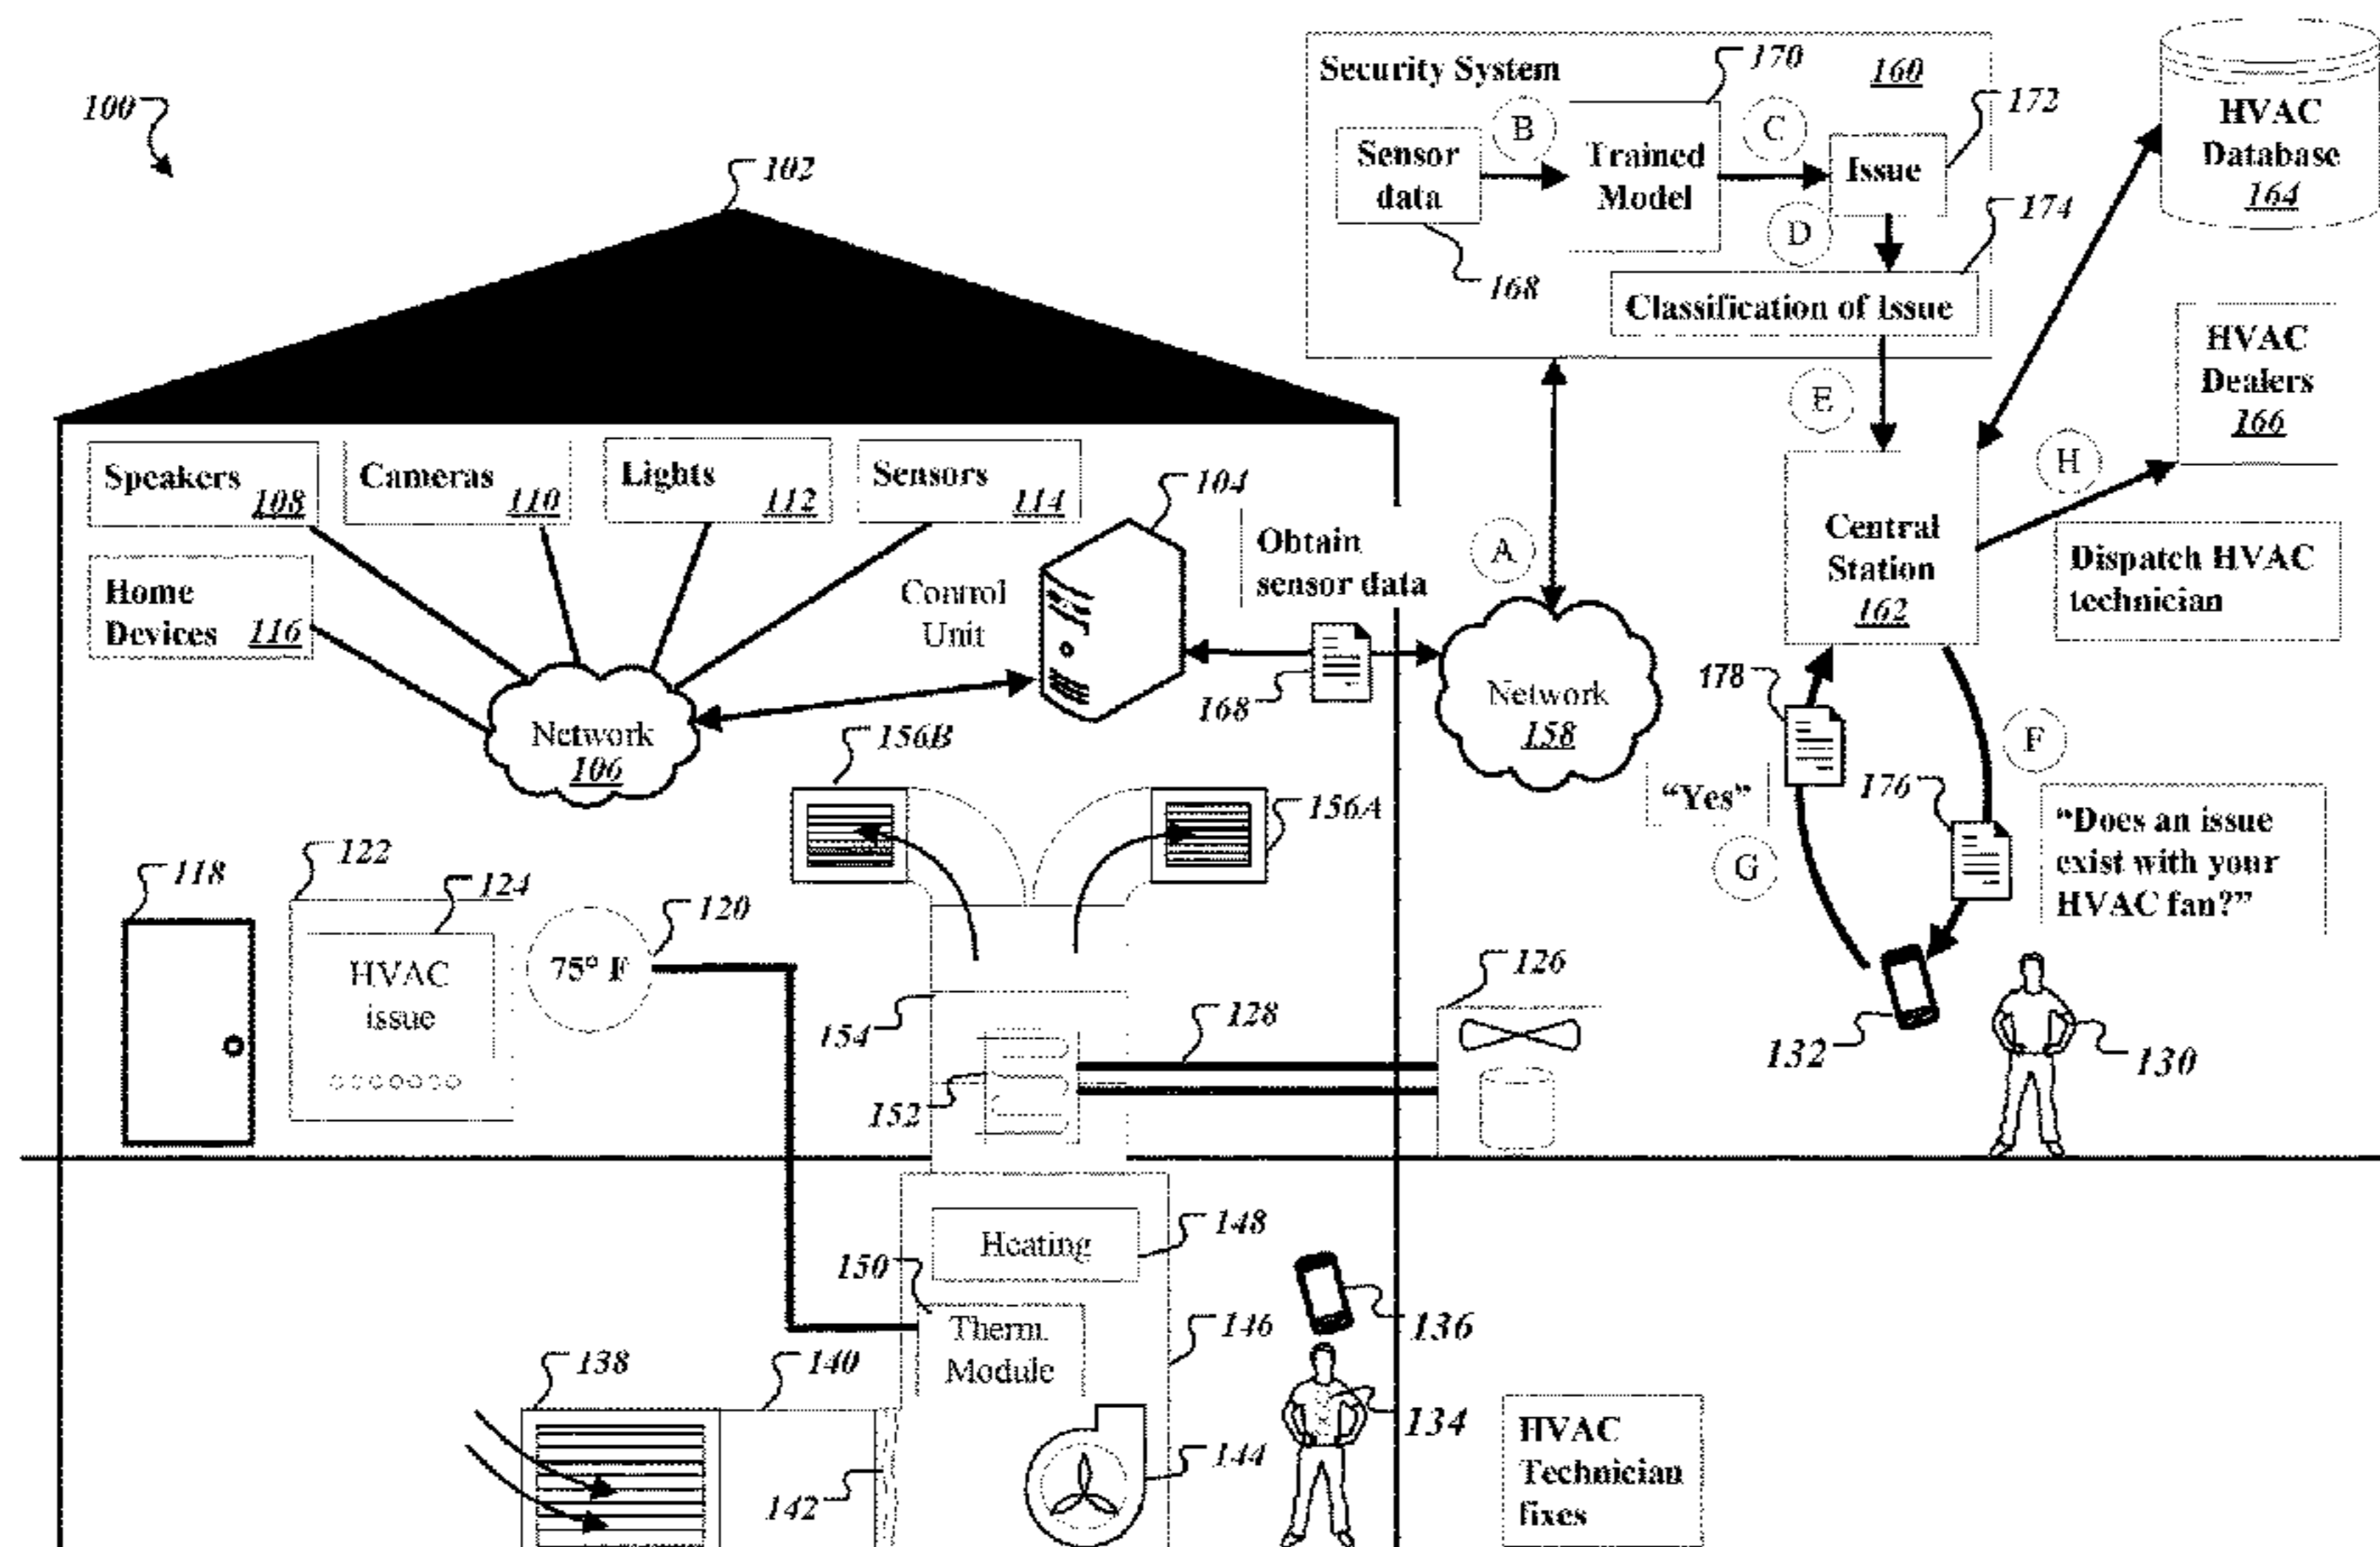 100
102
Security System
170
160
172
B
C
Sensor
data
Trained
Model
Issue
D
174
168
Classification of Issue
HVAC
Database
164
HVAC
Dealers
166
E
H
Speakers
108
Cameras
110
Lights
112
Sensors
114
104
Home
Devices 116
Control
Unit
Obtain
sensor data
A
Central
Station
162
Dispatch HVAC
technician
168
Network
106
Network
158
178
F
156B
156A
"Yes"
176
G
"Does an issue
exist with your
HVAC fan?"
118
122
124
120
HVAC
issue
75° F
154
128
126
152
132
130
Heating
148
150
Therm.
Module
146
136
138
140
134
142
144
HVAC
Technician
fixes